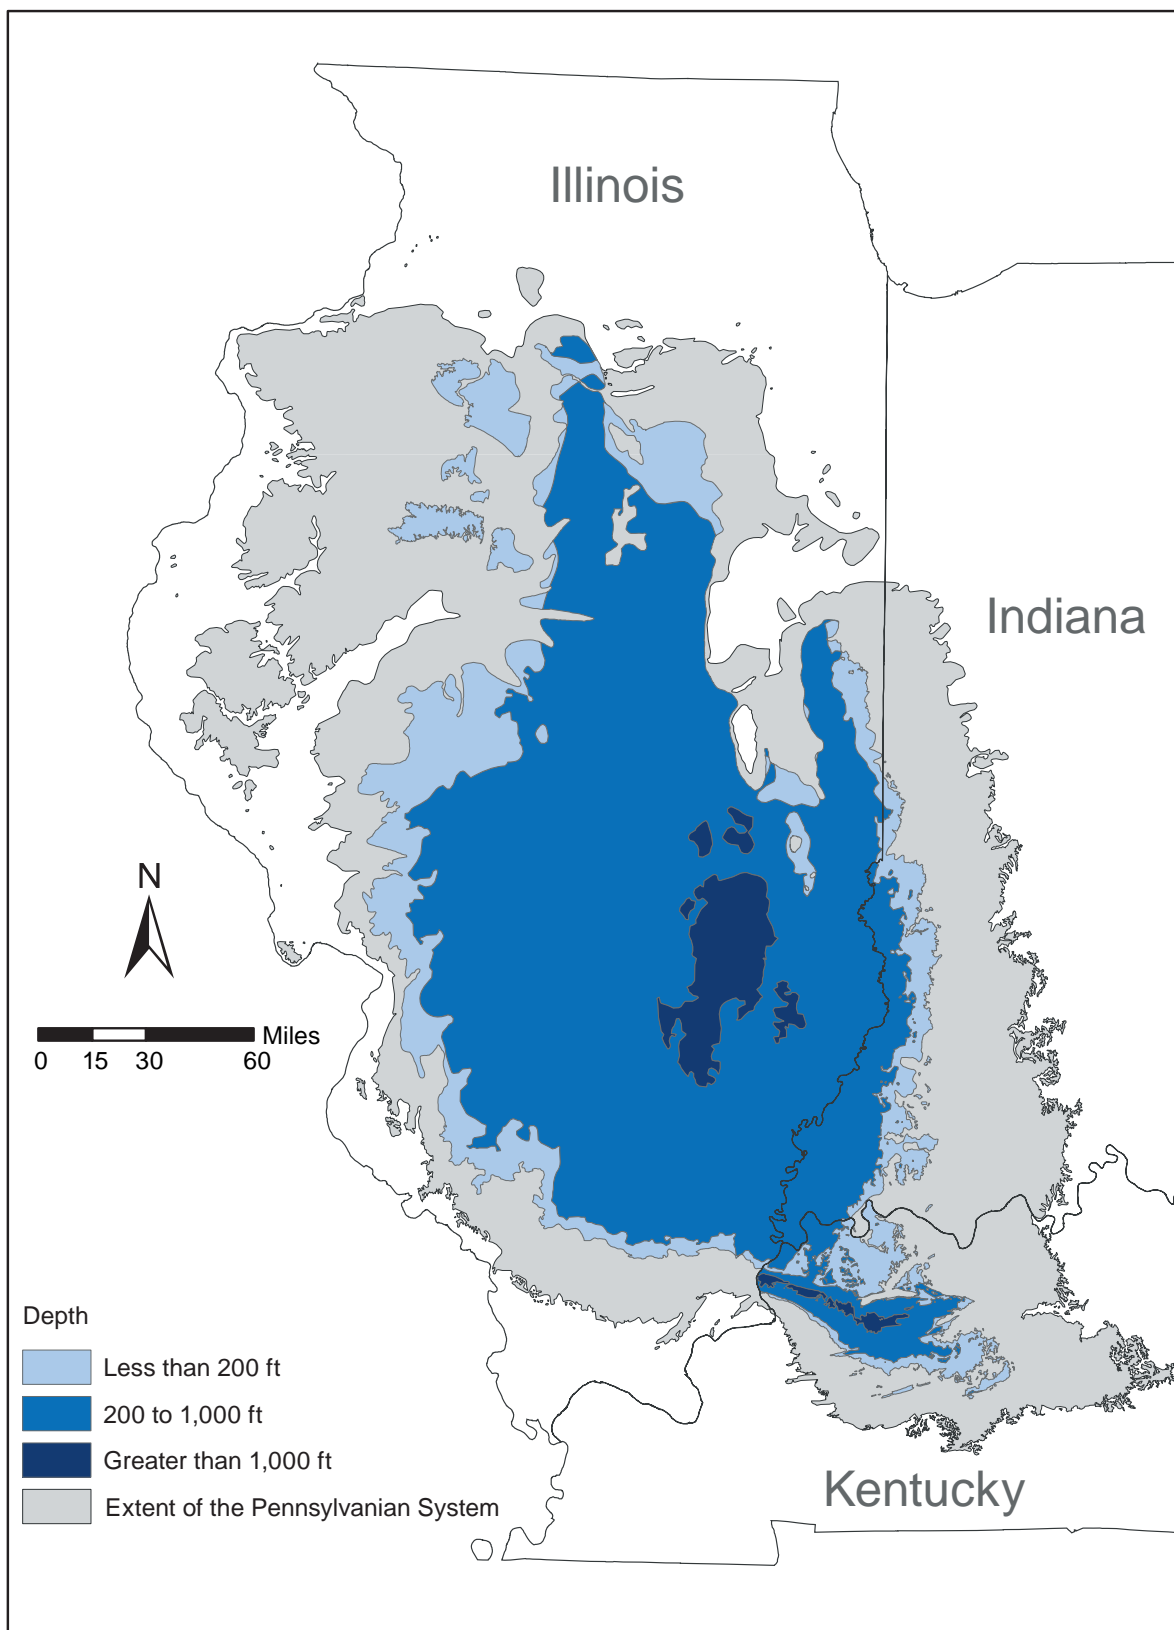 Illinois
Indiana
N
Miles
0 15 30 60
Depth
Less than 200 ft
200 to 1,000 ft
Greater than 1,000 ft
Extent of the Pennsylvanian System
Kentucky